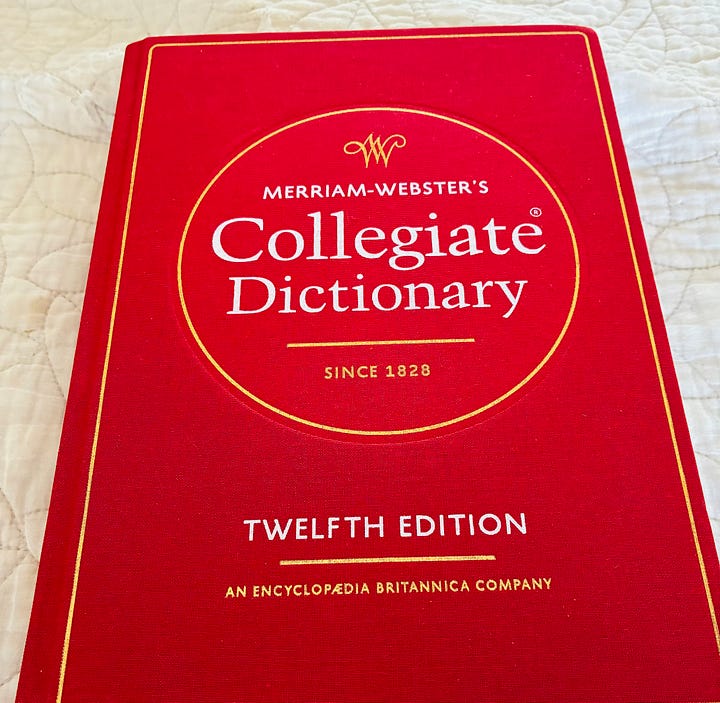 W
MERRIAM-WEBSTER'S
Collegiate®
Dictionary
SINCE 1828
TWELFTH EDITION
AN ENCYCLOPÆDIA BRITANNICA COMPANY